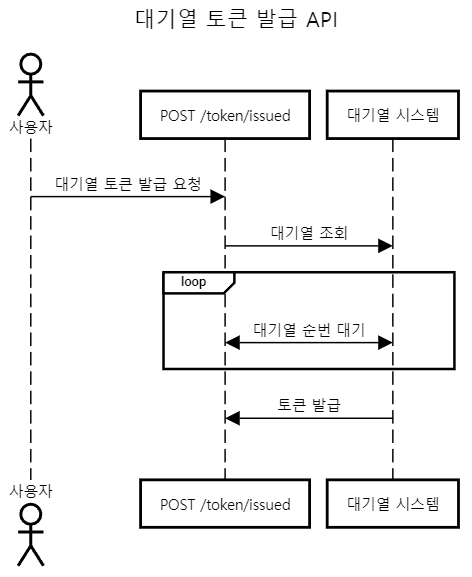 대기열 토큰 발급 API
사용자
POST /token/issued
대기열 시스템
대기열 토큰 발급 요청
대기열 조회
loop
대기열 순번 대기
토큰 발급
사용자
POST /token/issued
대기열 시스템